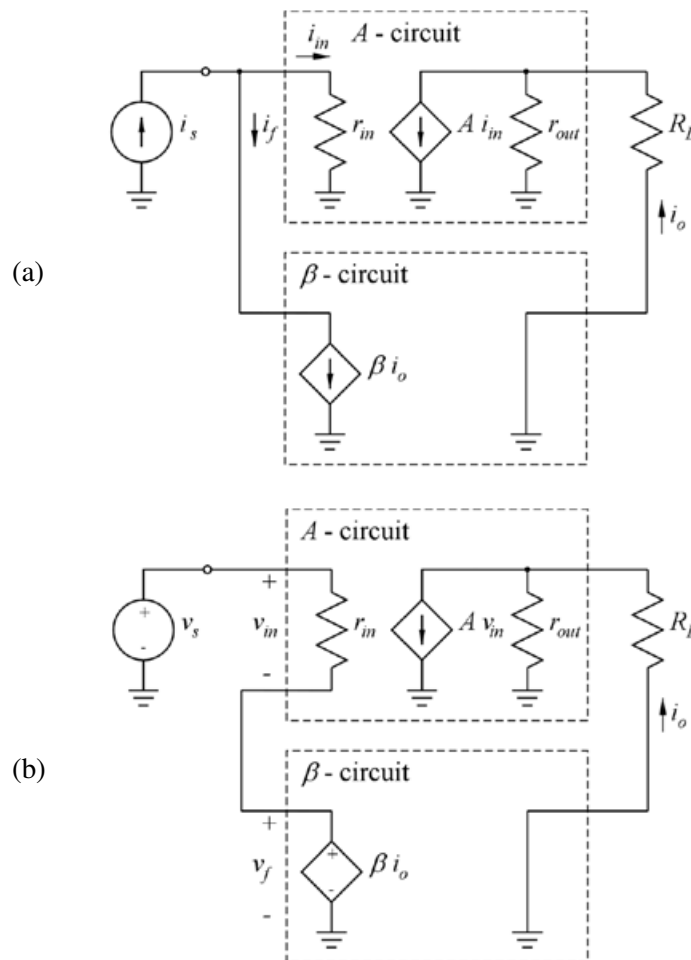 A - circuit
i_in
i_s
i_f
r_in
A i_in
r_out
R_L
i_o
(a)
β - circuit
β i_o
A - circuit
+
+
v_s
-
v_in
r_in
A v_in
r_out
R_L
-
i_o
(b)
β - circuit
+
v_f
+
-
β i_o
-